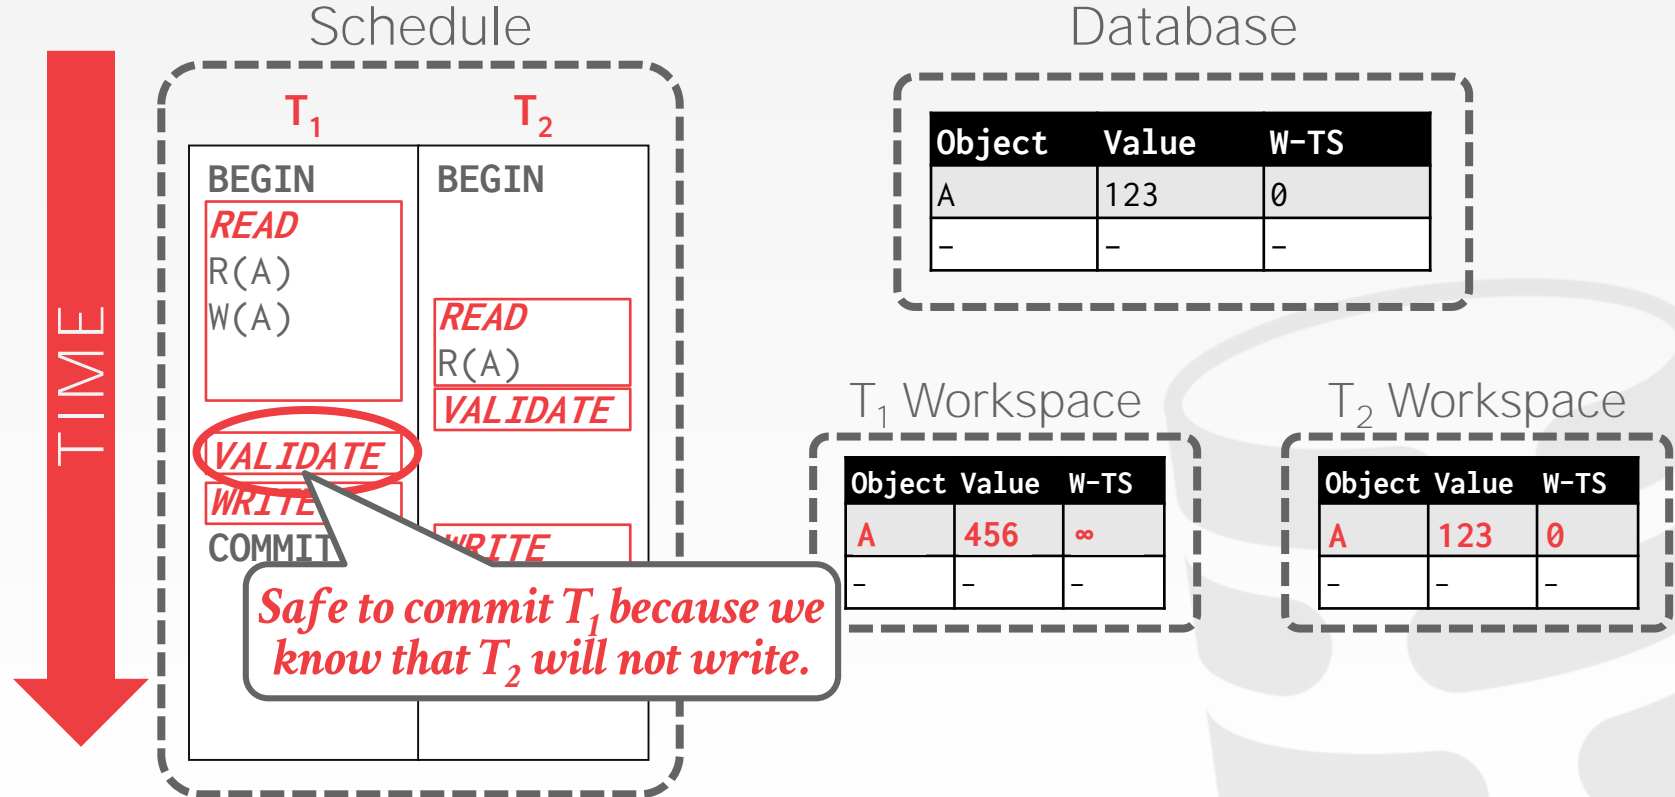 Schedule
Database
TIME
T1 T2
BEGIN BEGIN
READ
R(A)
W(A)
READ
R(A)
VALIDATE
VALIDATE
WRITE
COMMIT
WRITE
Safe to commit T1 because we
know that T2 will not write.
Object Value W-TS
A 123 0
– – –
T1 Workspace
Object Value W-TS
A 456 ∞
– – –
T2 Workspace
Object Value W-TS
A 123 0
– – –